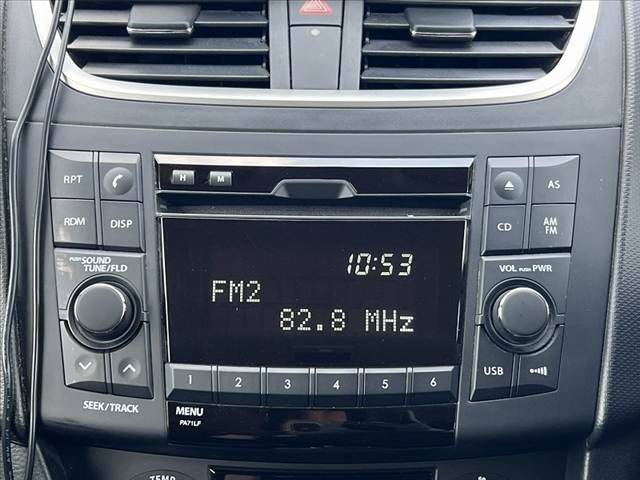 RPT
H M
AS
RDM DISP
CD AM FM
PUSH SOUND
TUNE/FLD
VOL PUSH PWR
10:53
FM2
82.8 MHz
1 2 3 4 5 6
USB
SEEK/TRACK
MENU
PA71LF
TEMP